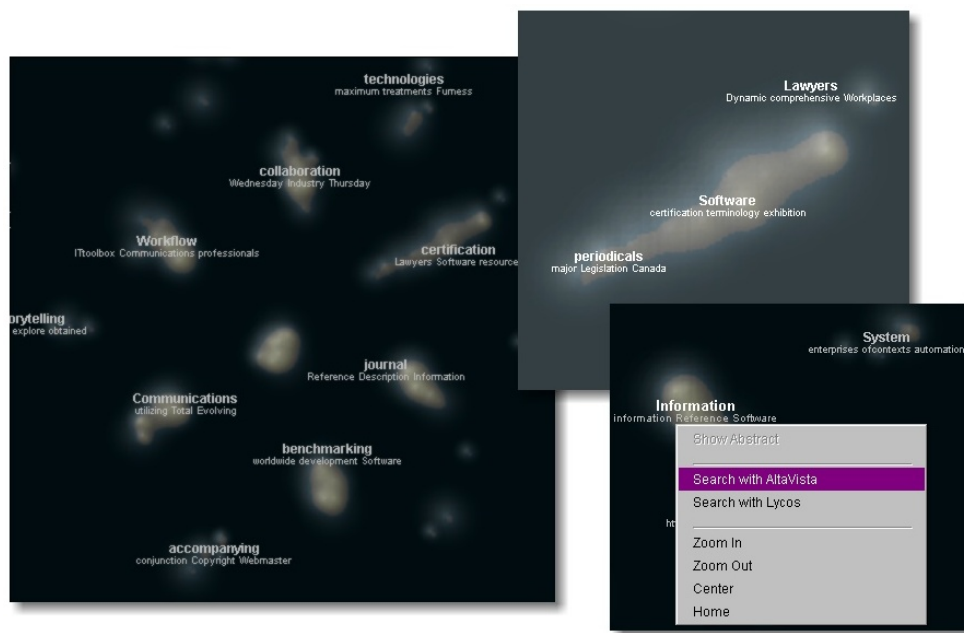 technologies
maximum treatments Furness
collaboration
Wednesday Industry Thursday
Workflow
ITtoolbox Communications professionals
certification
Lawyers Software resource
orytelling
explore obtained
journal
Reference Description Information
Communications
utilizing Total Evolving
benchmarking
worldwide development Software
accompanying
conjunction Copyright Webmaster
Lawyers
Dynamic comprehensive Workplaces
Software
certification terminology exhibition
periodicals
major Legislation Canada
System
enterprises ofcontexts automation
Information
information Reference Software
Show Abstract
Search with AltaVista
Search with Lycos
ht
Zoom In
Zoom Out
Center
Home